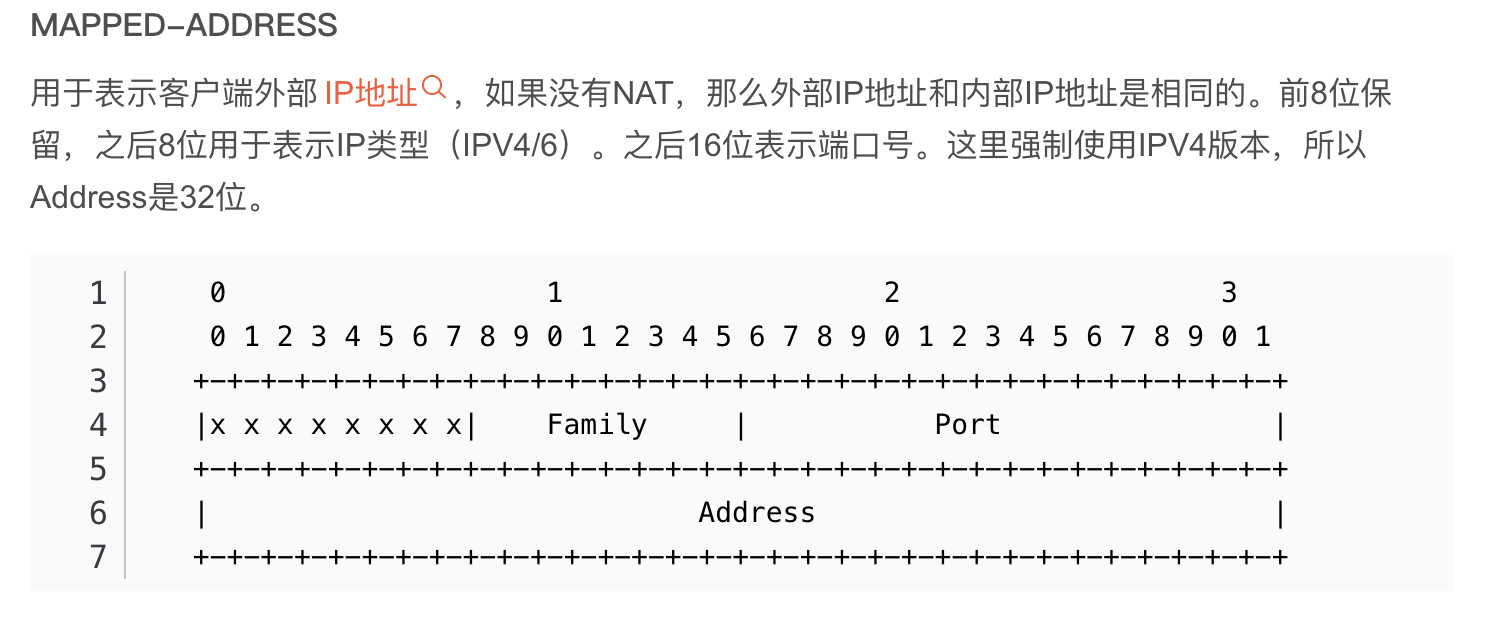 MAPPED-ADDRESS
用于表示客户端外部 IP地址，如果没有NAT，那么外部IP地址和内部IP地址是相同的。前8位保
留，之后8位用于表示IP类型（IPV4/6）。之后16位表示端口号。这里强制使用IPV4版本，所以
Address是32位。
1      0                   1                   2                   3
2      0 1 2 3 4 5 6 7 8 9 0 1 2 3 4 5 6 7 8 9 0 1 2 3 4 5 6 7 8 9 0 1
3     +-+-+-+-+-+-+-+-+-+-+-+-+-+-+-+-+-+-+-+-+-+-+-+-+-+-+-+-+-+-+-+-+
4     |x x x x x x x x|    Family     |           Port                |
5     +-+-+-+-+-+-+-+-+-+-+-+-+-+-+-+-+-+-+-+-+-+-+-+-+-+-+-+-+-+-+-+-+
6     |                             Address                           |
7     +-+-+-+-+-+-+-+-+-+-+-+-+-+-+-+-+-+-+-+-+-+-+-+-+-+-+-+-+-+-+-+-+